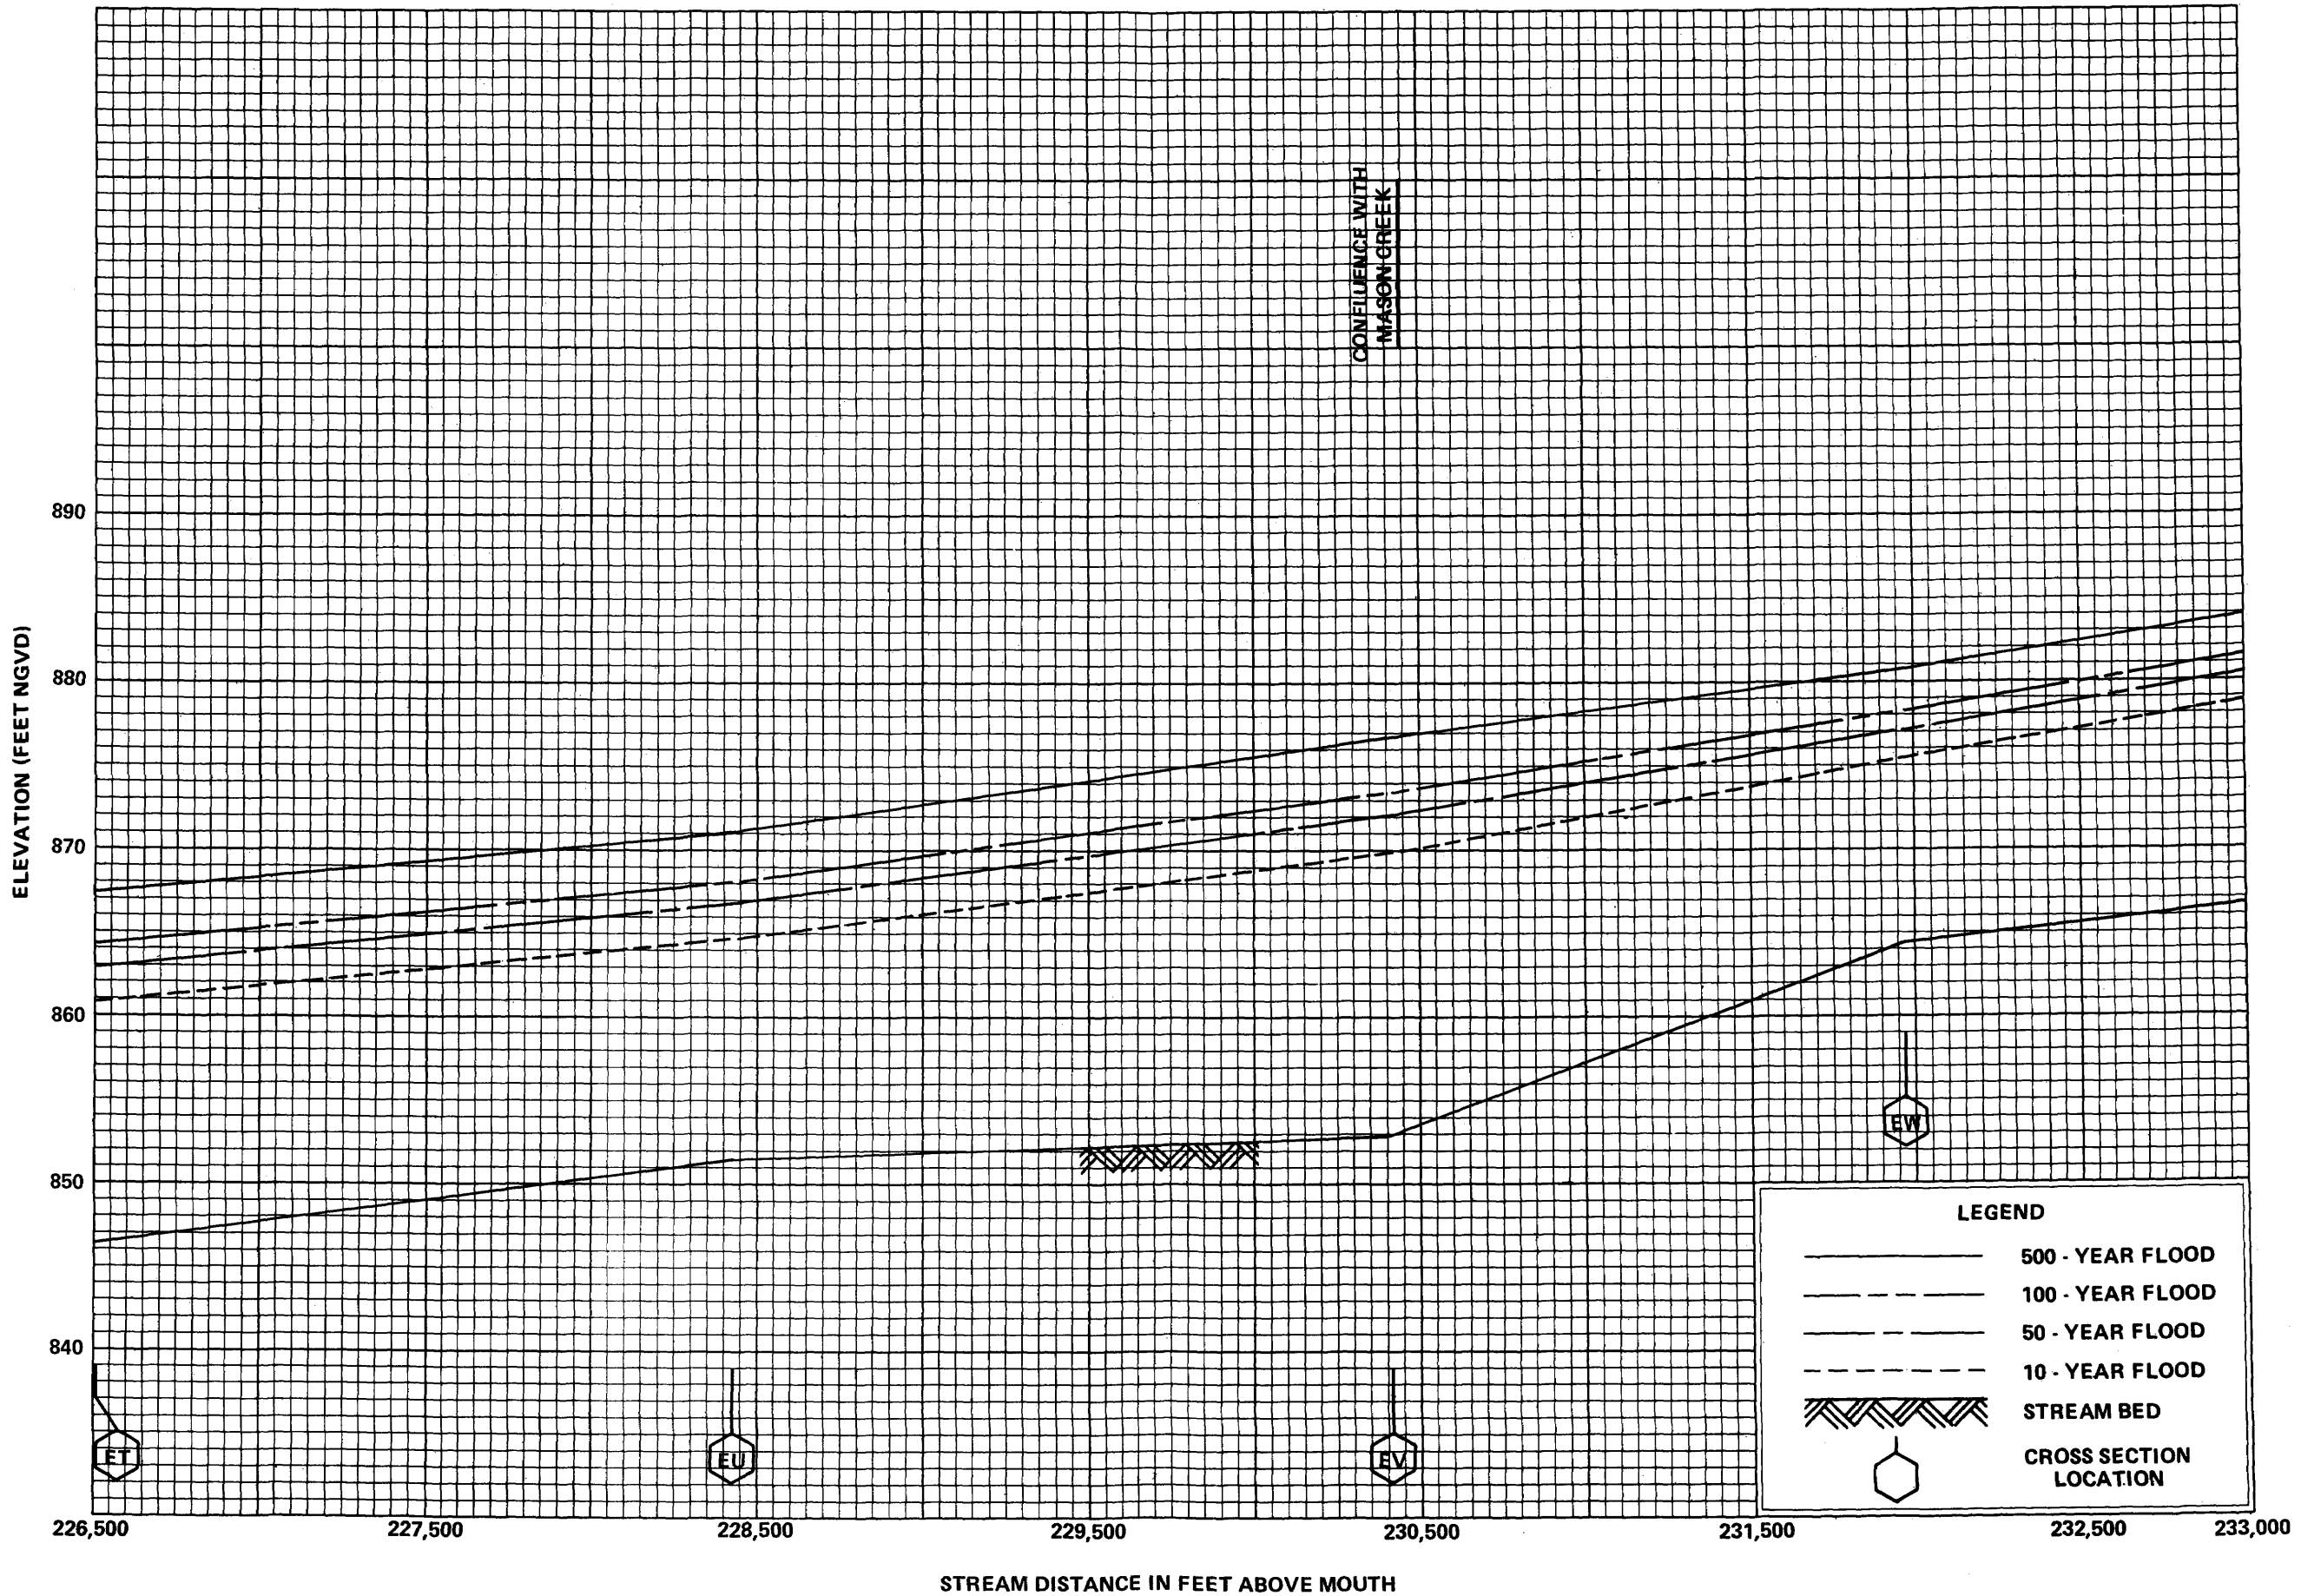 CONFLUENCE WITH
MASON CREEK
ELEVATION (FEET NGVD)
890
880
870
860
850
840
ET
EU
EV
EW
LEGEND
500 - YEAR FLOOD
100 - YEAR FLOOD
50 - YEAR FLOOD
10 - YEAR FLOOD
STREAM BED
CROSS SECTION
LOCATION
226,500
227,500
228,500
229,500
230,500
231,500
232,500
233,000
STREAM DISTANCE IN FEET ABOVE MOUTH